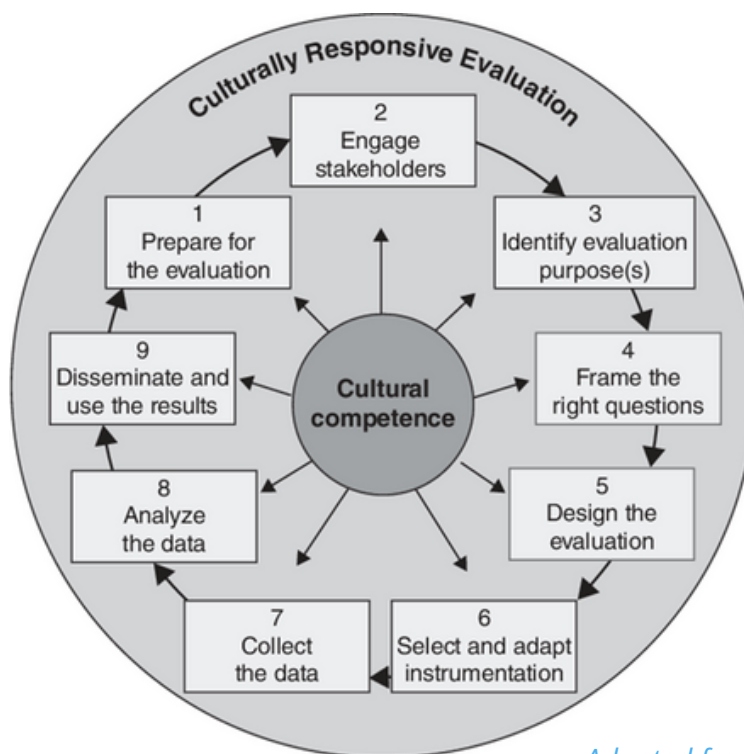 Culturally Responsive Evaluation
1
Prepare for
the evaluation
2
Engage
stakeholders
3
Identify evaluation
purpose(s)
4
Frame the
right questions
5
Design the
evaluation
6
Select and adapt
instrumentation
7
Collect
the data
8
Analyze
the data
9
Disseminate and
use the results
Cultural
competence